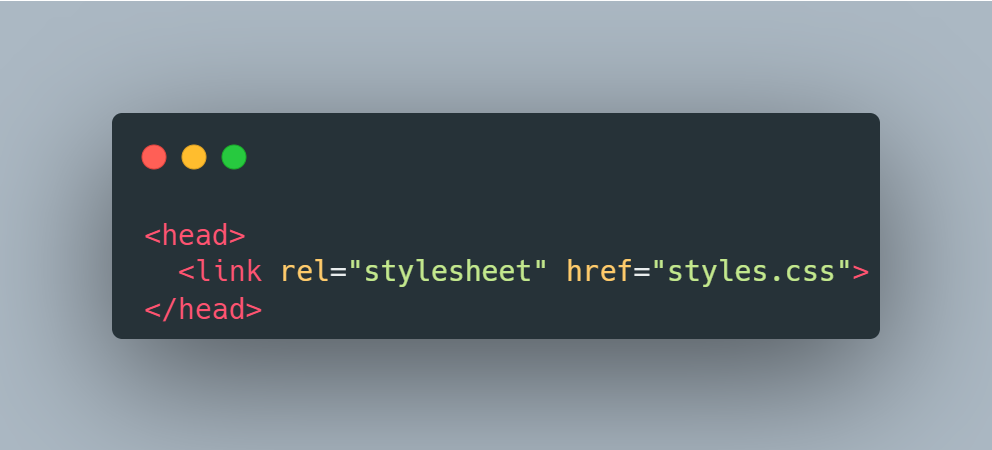 <head>
  <link rel="stylesheet" href="styles.css">
</head>